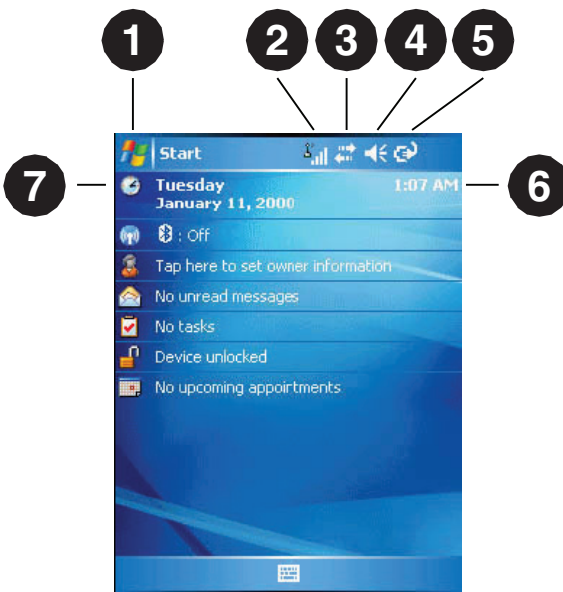 1 2 3 4 5
Start
7 Tuesday 1:07 AM 6
January 11, 2000
: Off
Tap here to set owner information
No unread messages
No tasks
Device unlocked
No upcoming appointments